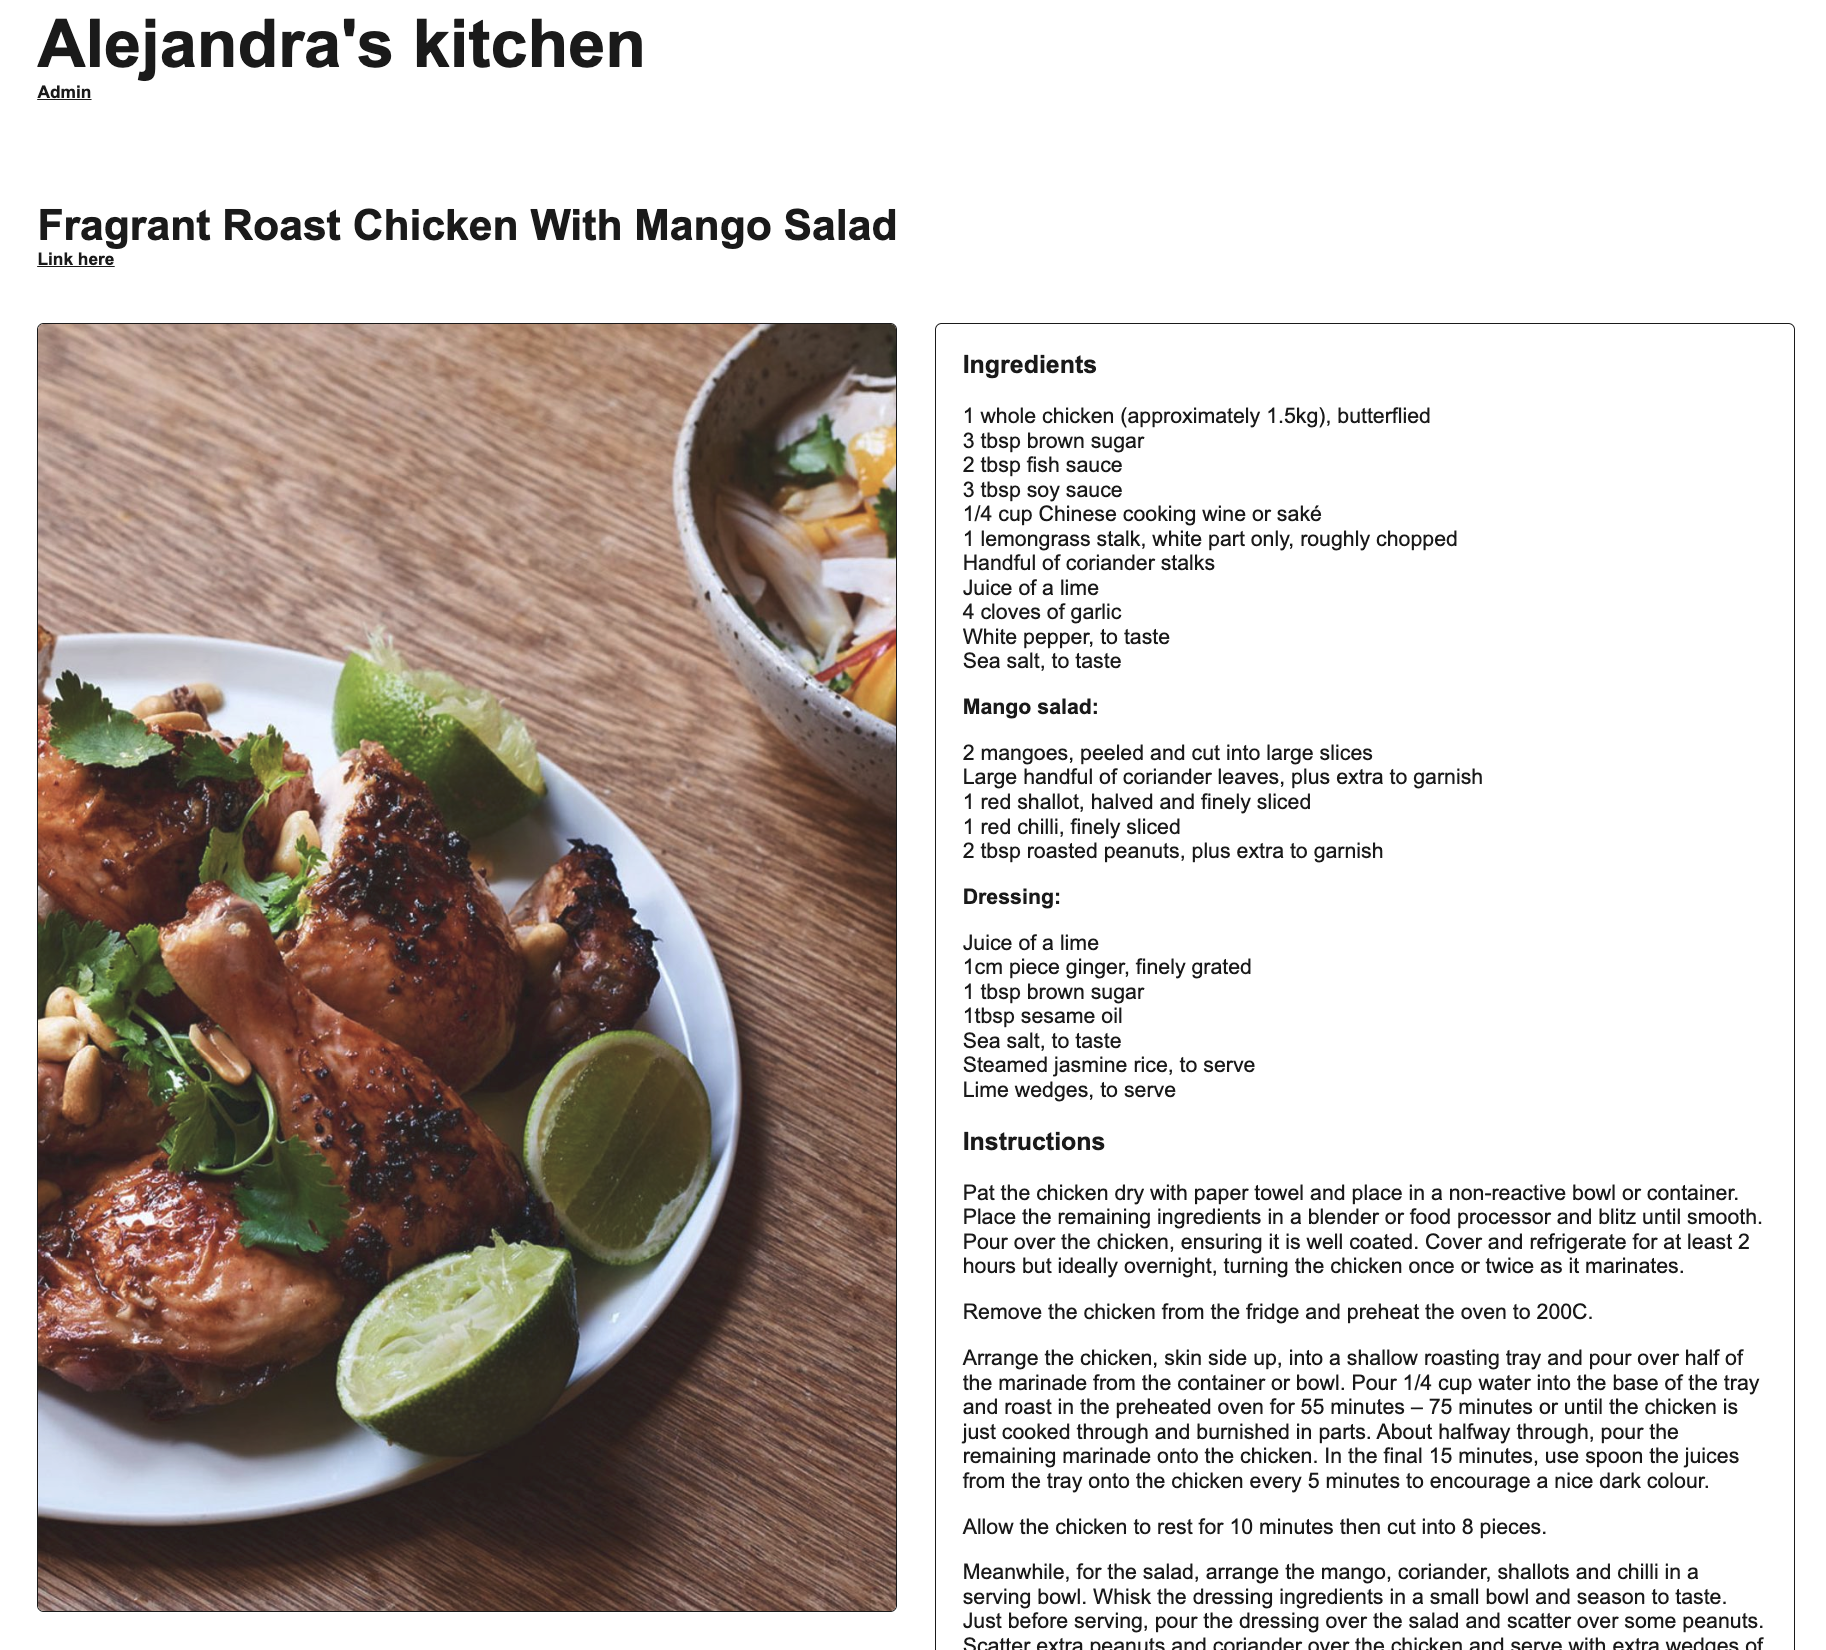 Alejandra's kitchen
Admin
Fragrant Roast Chicken With Mango Salad
Link here
Ingredients
1 whole chicken (approximately 1.5kg), butterflied
3 tbsp brown sugar
2 tbsp fish sauce
3 tbsp soy sauce
1/4 cup Chinese cooking wine or saké
1 lemongrass stalk, white part only, roughly chopped
Handful of coriander stalks
Juice of a lime
4 cloves of garlic
White pepper, to taste
Sea salt, to taste
Mango salad:
2 mangoes, peeled and cut into large slices
Large handful of coriander leaves, plus extra to garnish
1 red shallot, halved and finely sliced
1 red chilli, finely sliced
2 tbsp roasted peanuts, plus extra to garnish
Dressing:
Juice of a lime
1cm piece ginger, finely grated
1 tbsp brown sugar
1tbsp sesame oil
Sea salt, to taste
Steamed jasmine rice, to serve
Lime wedges, to serve
Instructions
Pat the chicken dry with paper towel and place in a non-reactive bowl or container.
Place the remaining ingredients in a blender or food processor and blitz until smooth.
Pour over the chicken, ensuring it is well coated. Cover and refrigerate for at least 2
hours but ideally overnight, turning the chicken once or twice as it marinates.
Remove the chicken from the fridge and preheat the oven to 200C.
Arrange the chicken, skin side up, into a shallow roasting tray and pour over half of
the marinade from the container or bowl. Pour 1/4 cup water into the base of the tray
and roast in the preheated oven for 55 minutes – 75 minutes or until the chicken is
just cooked through and burnished in parts. About halfway through, pour the
remaining marinade onto the chicken. In the final 15 minutes, use spoon the juices
from the tray onto the chicken every 5 minutes to encourage a nice dark colour.
Allow the chicken to rest for 10 minutes then cut into 8 pieces.
Meanwhile, for the salad, arrange the mango, coriander, shallots and chilli in a
serving bowl. Whisk the dressing ingredients in a small bowl and season to taste.
Just before serving, pour the dressing over the salad and scatter over some peanuts.
Scatter extra peanuts and coriander over the chicken and serve with extra wedges of